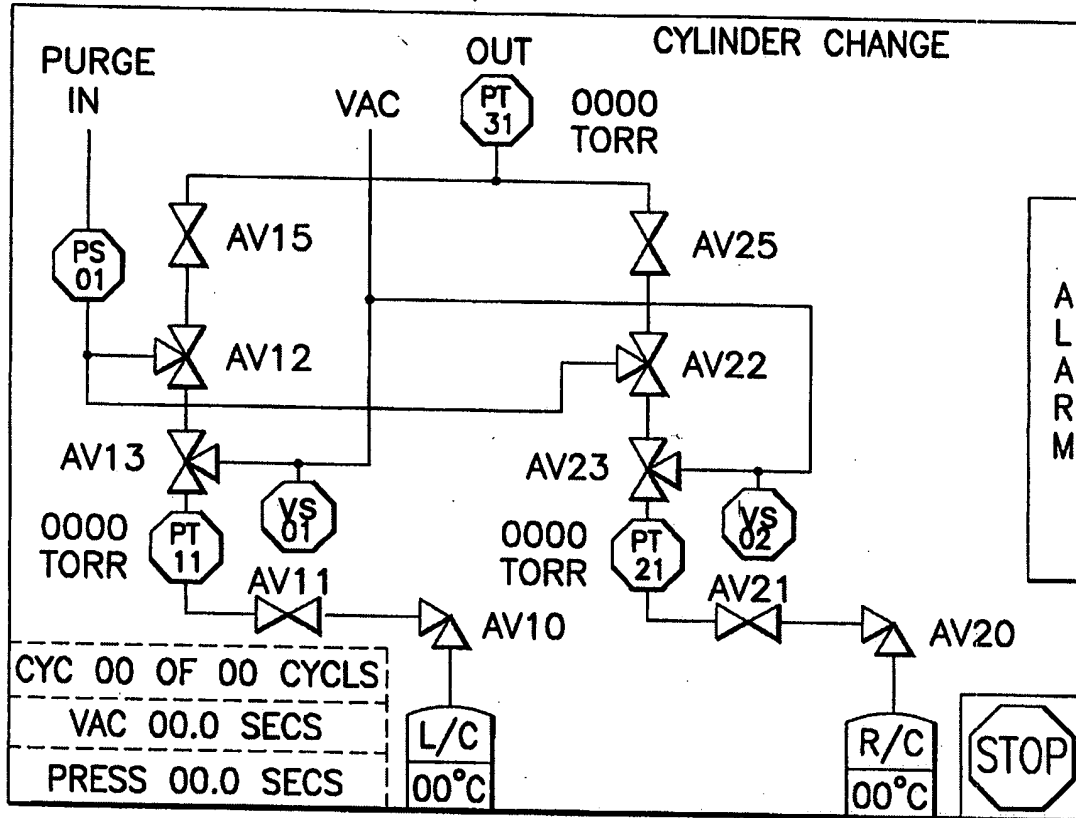 CYLINDER CHANGE
PURGE
IN
VAC
OUT
PT
31
0000
TORR
PS
01
AV15
AV25
AV12
AV22
AV13
AV23
VS
01
VS
02
0000
TORR
PT
11
0000
TORR
PT
21
AV11
AV10
AV21
AV20
A
L
A
R
M
CYC 00 OF 00 CYCLS
VAC 00.0 SECS
PRESS 00.0 SECS
L/C
00°C
R/C
00°C
STOP